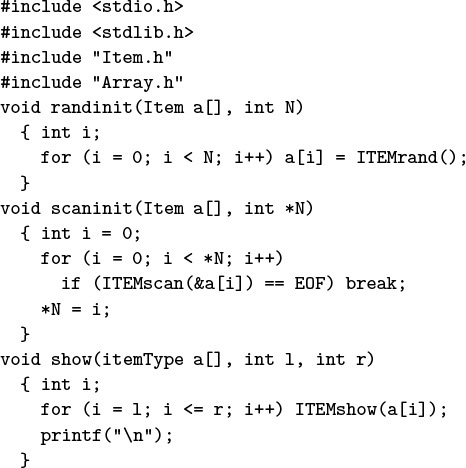 #include <stdio.h>
#include <stdlib.h>
#include "Item.h"
#include "Array.h"
void randinit(Item a[], int N)
  { int i;
    for (i = 0; i < N; i++) a[i] = ITEMrand();
  }
void scaninit(Item a[], int *N)
  { int i = 0;
    for (i = 0; i < *N; i++)
      if (ITEMscan(&a[i]) == EOF) break;
    *N = i;
  }
void show(itemType a[], int l, int r)
  { int i;
    for (i = l; i <= r; i++) ITEMshow(a[i]);
    printf("\n");
  }